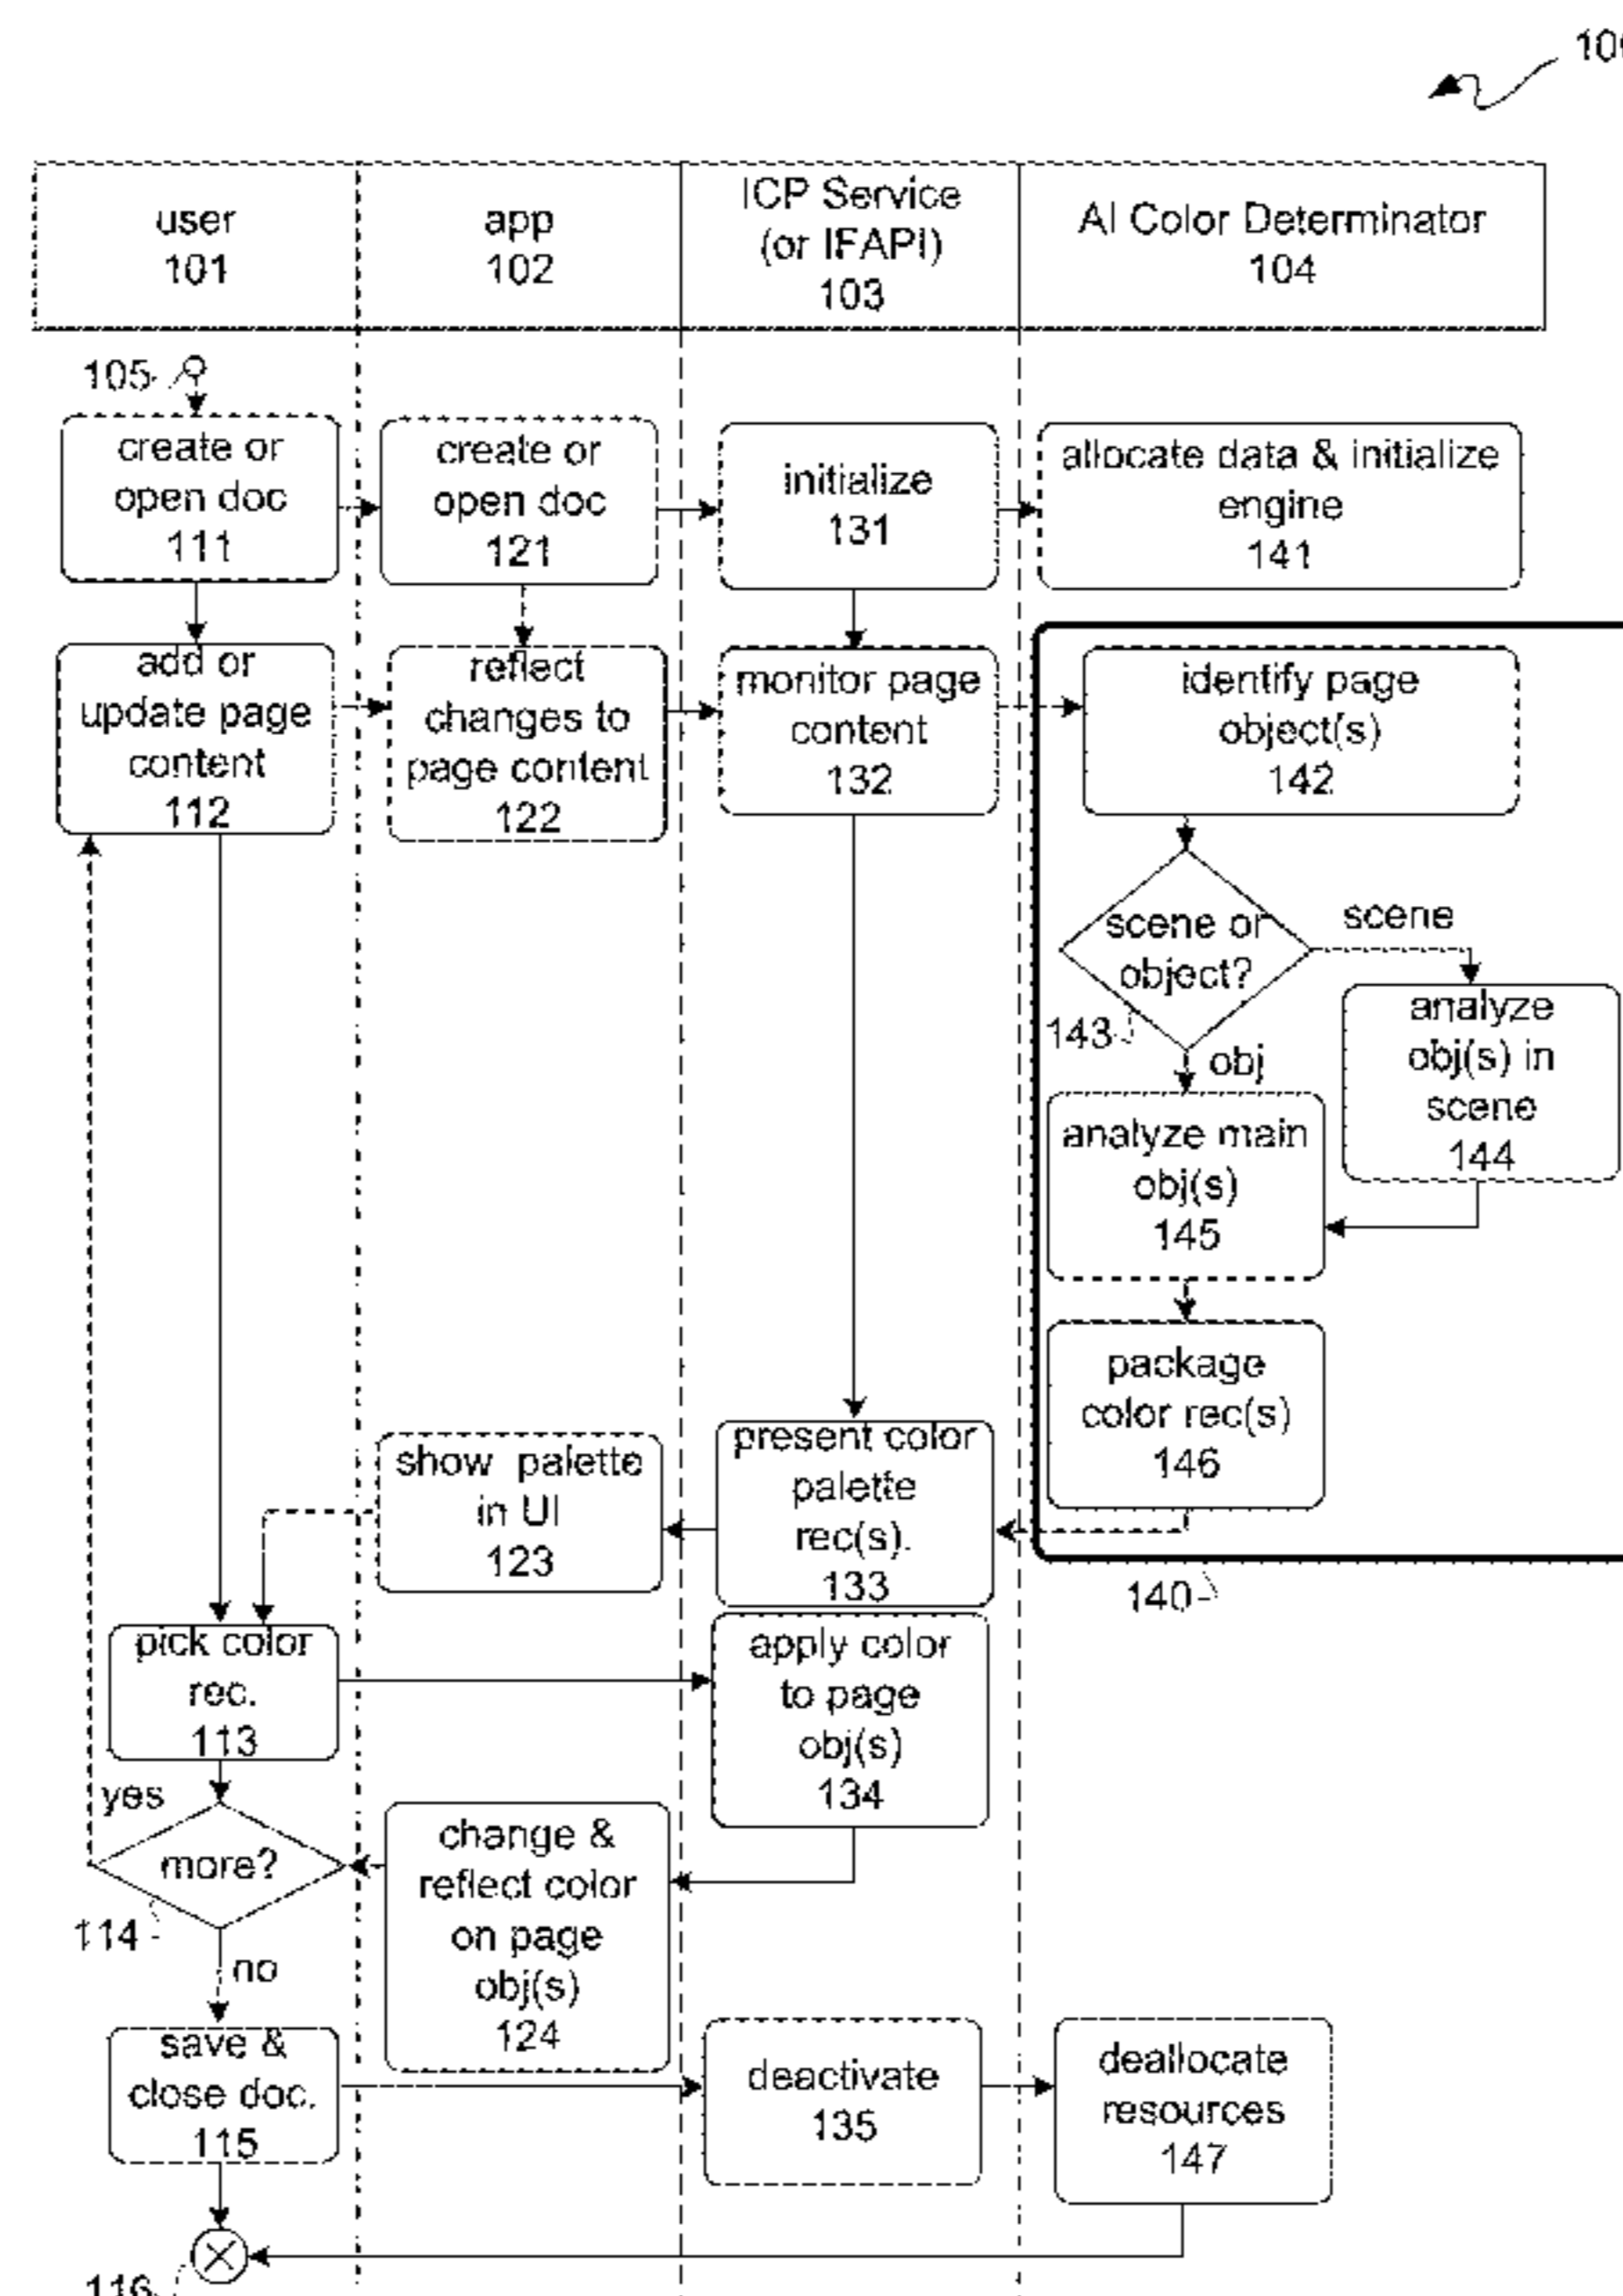 100
user
101
app
102
ICP Service
(or IFAPI)
103
AI Color Determinator
104
105
create or
open doc
111
create or
open doc
121
initialize
131
allocate data & initialize
engine
141
add or
update page
content
112
reflect
changes to
page content
122
monitor page
content
132
identify page
object(s)
142
scene or
object?
143
scene
obj
analyze
obj(s) in
scene
144
analyze main
obj(s)
145
package
color rec(s)
146
140
present color
palette
rec(s).
133
show palette
in UI
123
pick color
rec.
113
apply color
to page
obj(s)
134
yes
more?
114
no
change &
reflect color
on page
obj(s)
124
save &
close doc.
115
deactivate
135
deallocate
resources
147
116